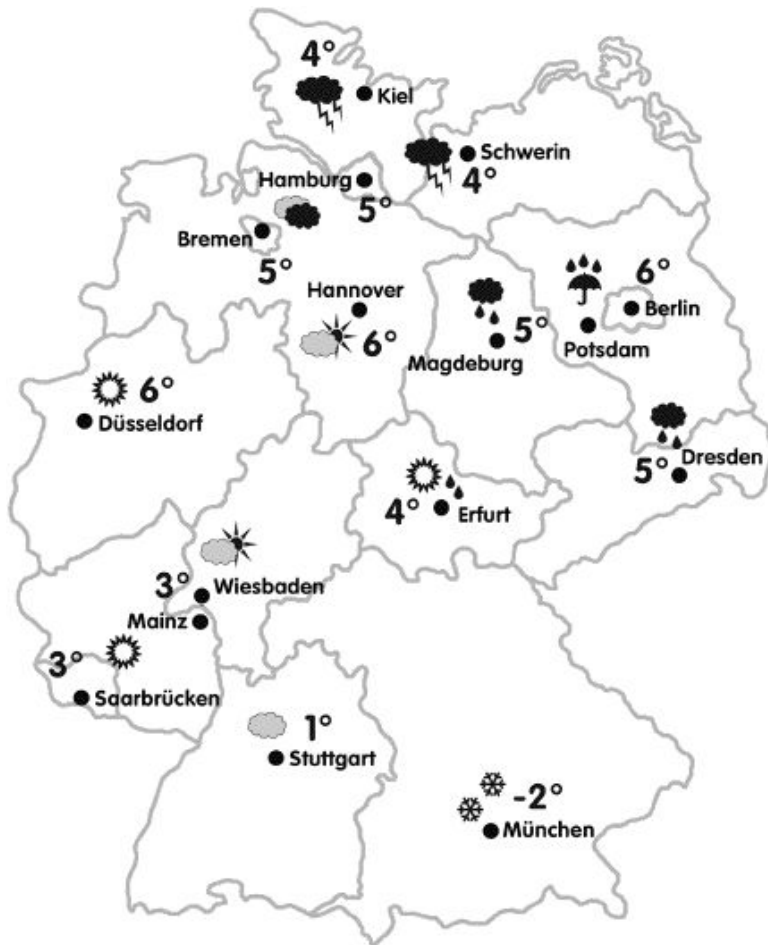 4°
Kiel
Schwerin
4°
Hamburg
5°
Bremen
5°
Hannover
6°
6°
Berlin
5°
Magdeburg
Potsdam
6°
Düsseldorf
Dresden
5°
4°
Erfurt
3°
Wiesbaden
Mainz
3°
Saarbrücken
1°
Stuttgart
-2°
München